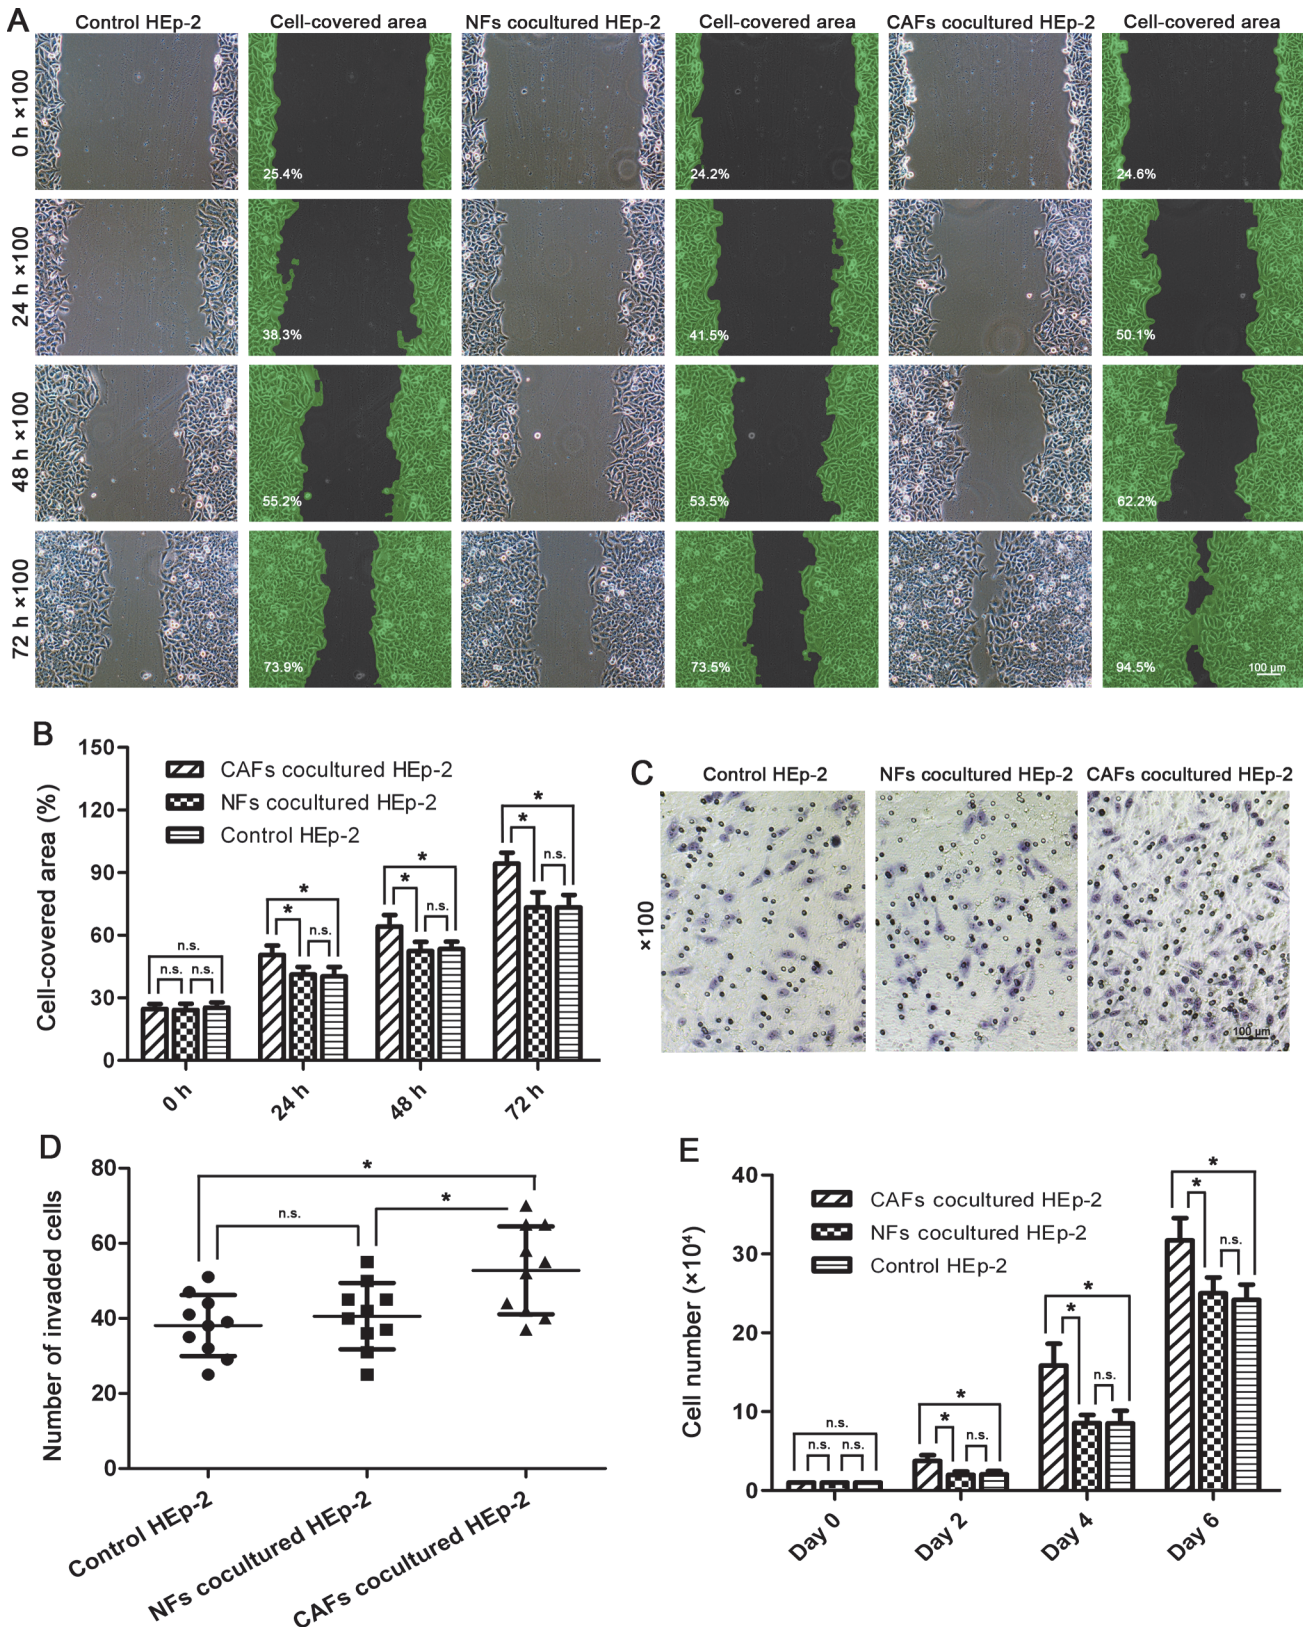 A
Control HEp-2
Cell-covered area
NFs cocultured HEp-2
Cell-covered area
CAFs cocultured HEp-2
Cell-covered area
0 h ×100
25.4%
24.2%
24.6%
24 h ×100
38.3%
41.5%
50.1%
48 h ×100
55.2%
53.5%
62.2%
72 h ×100
73.9%
73.5%
94.5%
100 μm
B
Cell-covered area (%)
150
120
90
60
30
0
CAFs cocultured HEp-2
NFs cocultured HEp-2
Control HEp-2
n.s.
n.s.
n.s.
*
*
n.s.
*
*
n.s.
*
*
n.s.
0 h
24 h
48 h
72 h
C
Control HEp-2
NFs cocultured HEp-2
CAFs cocultured HEp-2
×100
100 μm
D
Number of invaded cells
80
60
40
20
0
*
*
n.s.
Control HEp-2
NFs cocultured HEp-2
CAFs cocultured HEp-2
E
Cell number (×10⁴)
40
30
20
10
0
CAFs cocultured HEp-2
NFs cocultured HEp-2
Control HEp-2
n.s.
n.s.
n.s.
*
*
n.s.
*
*
n.s.
*
*
n.s.
Day 0
Day 2
Day 4
Day 6